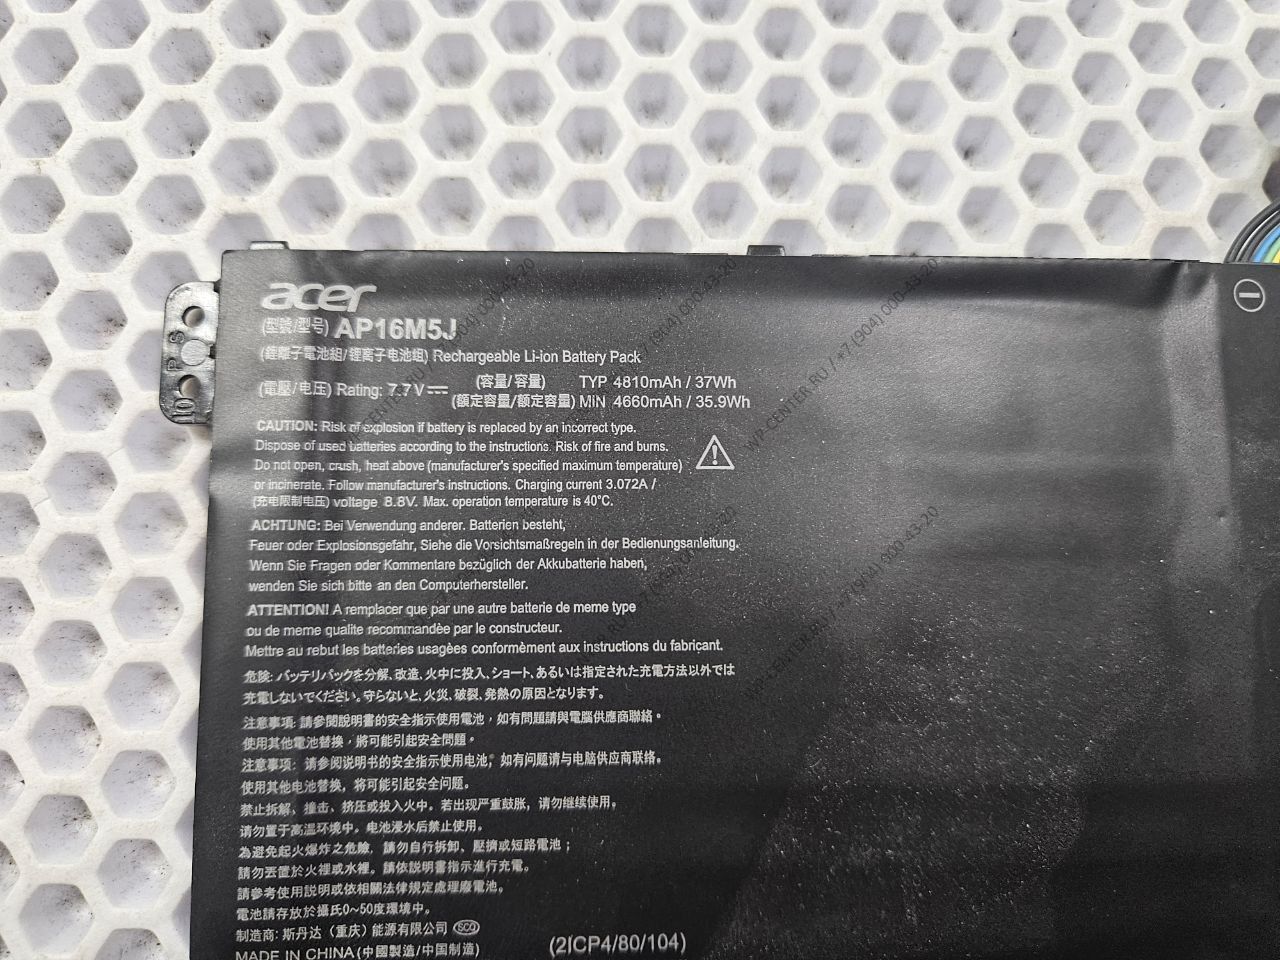 acer
(型號/型号) AP16M5J
(鋰離子電池組/锂离子电池组) Rechargeable Li-ion Battery Pack
(電壓/电压) Rating: 7.7V⎓ (容量/容量) TYP 4810mAh / 37Wh
(額定容量/额定容量) MIN 4660mAh / 35.9Wh
CAUTION: Risk of explosion if battery is replaced by an incorrect type.
Dispose of used batteries according to the instructions. Risk of fire and burns.
Do not open, crush, heat above (manufacturer's specified maximum temperature)
or incinerate. Follow manufacturer's instructions. Charging current 3.072A /
(充电限制电压) voltage 8.8V. Max. operation temperature is 40°C.
ACHTUNG: Bei Verwendung anderer. Batterien besteht,
Feuer oder Explosionsgefahr, Siehe die Vorsichtsmaßregeln in der Bedienungsanleitung.
Wenn Sie Fragen oder Kommentare bezüglich der Akkubatterie haben,
wenden Sie sich bitte an den Computerhersteller.
ATTENTION! A remplacer que par une autre batterie de meme type
ou de meme qualite recommandèe par le constructeur.
Mettre au rebut les batteries usagèes conformèment aux instructions du fabricant.
危険: バッテリパックを分解、改造、火中に投入、ショート、あるいは指定された充電方法以外では
充電しないでください。守らないと、火災、破裂、発熱の原因となります。
注意事項: 請參閱說明書的安全指示使用電池，如有問題請與電腦供應商聯絡。
使用其他電池替換，將可能引起安全問題。
注意事项: 请参阅说明书的安全指示使用电池，如有问题请与电脑供应商联络。
使用其他电池替换，将可能引起安全问题。
禁止拆解、撞击、挤压或投入火中。若出现严重鼓胀，请勿继续使用。
请勿置于高温环境中。电池浸水后禁止使用。
為避免起火爆炸之危險，請勿自行拆卸、壓擠或短路電池；
請勿丟置於火裡或水裡。請依說明書指示進行充電。
請參考使用說明或依相關法律規定處理廢電池。
電池請存放於攝氏0~50度環境中。
制造商: 斯丹达（重庆）能源有限公司 SCQ
MADE IN CHINA (中國製造/中国制造)
(2ICP4/80/104)
WP-CENTER.RU / +7 (904) 000-43-20